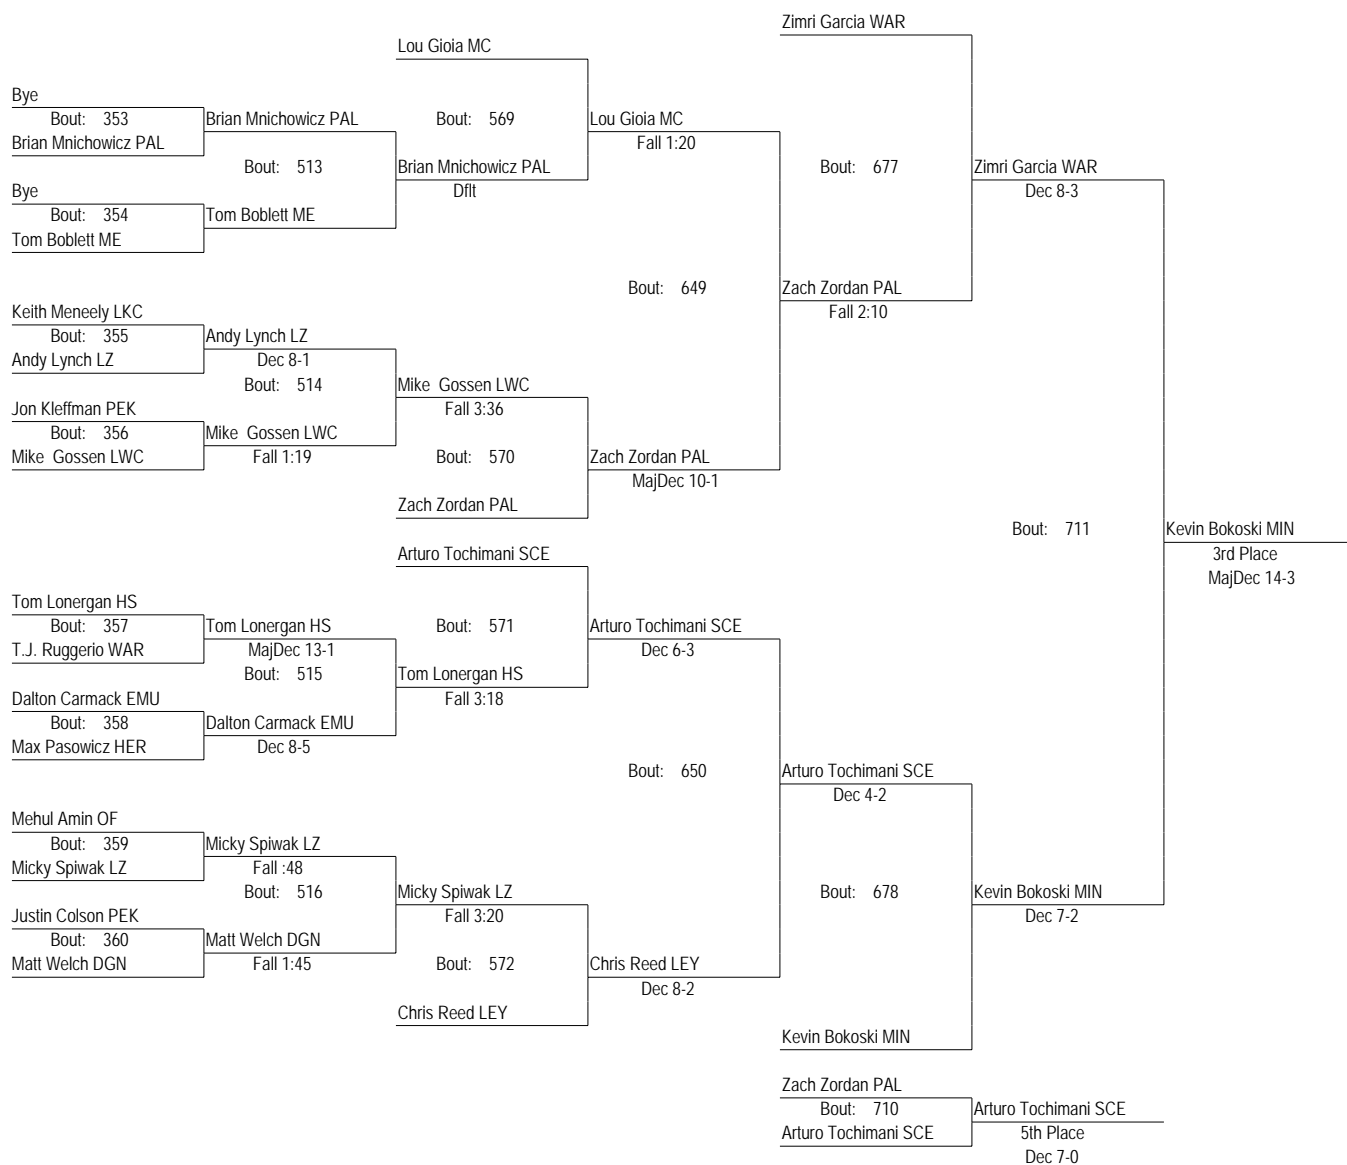 Zimri Garcia WAR
Lou Gioia MC
Bye
Bout: 353
Brian Mnichowicz PAL
Bout: 569
Lou Gioia MC
Brian Mnichowicz PAL
Fall 1:20
Bout: 513
Brian Mnichowicz PAL
Bout: 677
Zimri Garcia WAR
Bye
Dflt
Dec 8-3
Bout: 354
Tom Boblett ME
Tom Boblett ME
Bout: 649
Zach Zordan PAL
Keith Meneely LKC
Fall 2:10
Bout: 355
Andy Lynch LZ
Andy Lynch LZ
Dec 8-1
Bout: 514
Mike  Gossen LWC
Jon Kleffman PEK
Fall 3:36
Bout: 356
Mike  Gossen LWC
Mike  Gossen LWC
Fall 1:19
Bout: 570
Zach Zordan PAL
MajDec 10-1
Zach Zordan PAL
Bout: 711
Kevin Bokoski MIN
Arturo Tochimani SCE
3rd Place
MajDec 14-3
Tom Lonergan HS
Bout: 357
Tom Lonergan HS
Bout: 571
Arturo Tochimani SCE
T.J. Ruggerio WAR
MajDec 13-1
Dec 6-3
Bout: 515
Tom Lonergan HS
Dalton Carmack EMU
Fall 3:18
Bout: 358
Dalton Carmack EMU
Max Pasowicz HER
Dec 8-5
Bout: 650
Arturo Tochimani SCE
Dec 4-2
Mehul Amin OF
Bout: 359
Micky Spiwak LZ
Micky Spiwak LZ
Fall :48
Bout: 516
Micky Spiwak LZ
Bout: 678
Kevin Bokoski MIN
Justin Colson PEK
Fall 3:20
Dec 7-2
Bout: 360
Matt Welch DGN
Matt Welch DGN
Fall 1:45
Bout: 572
Chris Reed LEY
Dec 8-2
Chris Reed LEY
Kevin Bokoski MIN
Zach Zordan PAL
Bout: 710
Arturo Tochimani SCE
Arturo Tochimani SCE
5th Place
Dec 7-0